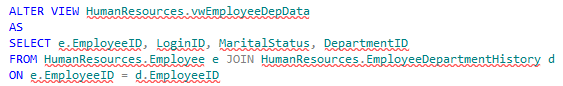 ALTER VIEW HumanResources.vwEmployeeDepData
AS
SELECT e.EmployeeID, LoginID, MaritalStatus, DepartmentID
FROM HumanResources.Employee e JOIN HumanResources.EmployeeDepartmentHistory d
ON e.EmployeeID = d.EmployeeID